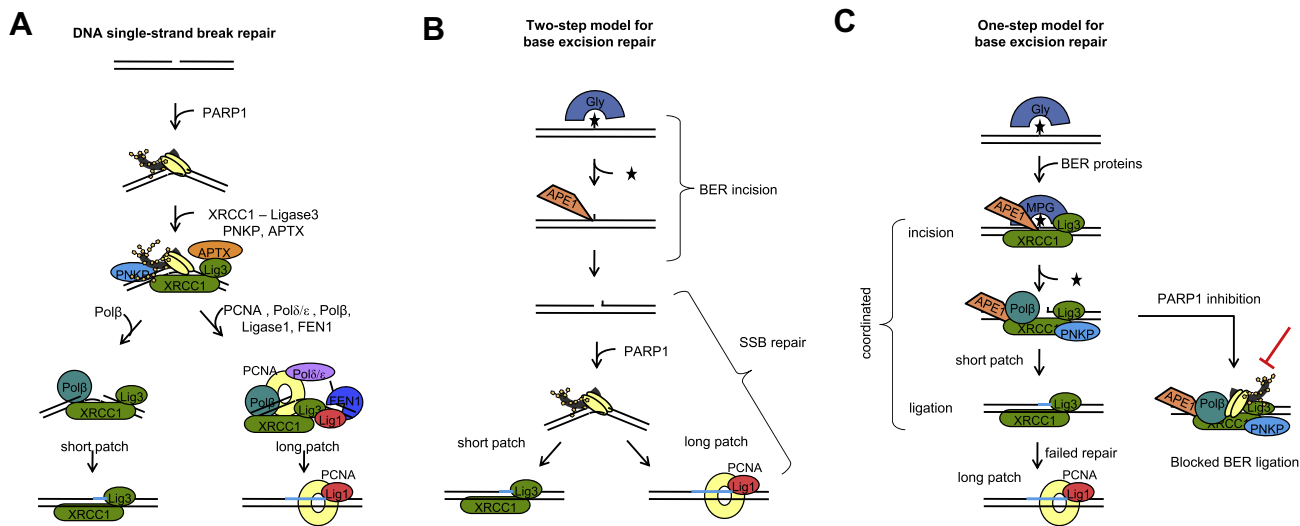 A
DNA single-strand break repair
PARP1
XRCC1 – Ligase3
PNKP, APTX
APTX
PNKP
Lig3
XRCC1
Polβ
PCNA , Polδ/ε , Polβ,
Ligase1, FEN1
Polβ
Lig3
XRCC1
PCNA
Polδ/ε
Polβ
FEN1
Lig3
Lig1
XRCC1
short patch
long patch
Lig3
XRCC1
PCNA
Lig1
B
Two-step model for
base excision repair
Gly
APE1
BER incision
PARP1
SSB repair
short patch
long patch
Lig3
XRCC1
PCNA
Lig1
C
One-step model for
base excision repair
Gly
BER proteins
APE1
MPG
Lig3
XRCC1
incision
coordinated
APE1
Polβ
Lig3
XRCC1
PNKP
PARP1 inhibition
short patch
ligation
Lig3
XRCC1
failed repair
long patch
PCNA
Lig1
APE1
Polβ
Lig3
XRCC1
PNKP
Blocked BER ligation